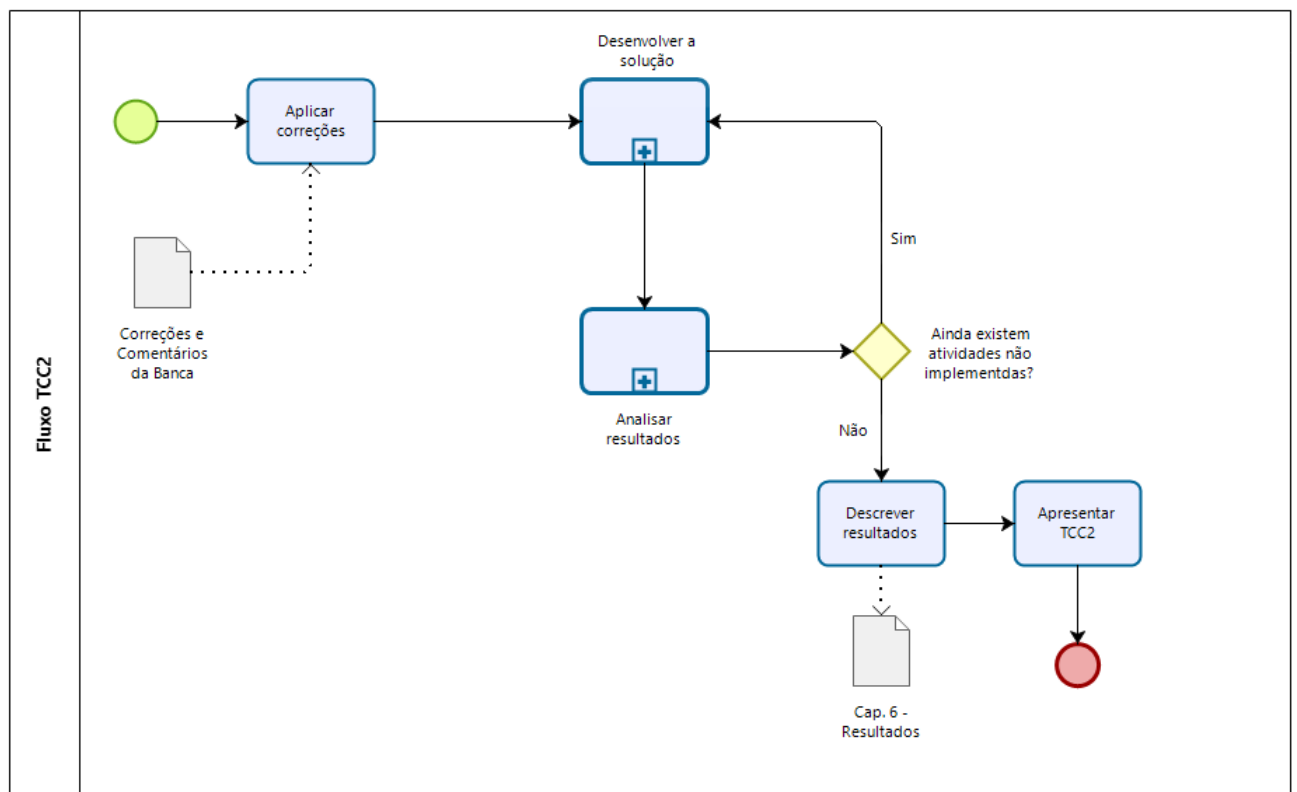 Fluxo TCC2
Desenvolver a
solução
Aplicar
correções
Sim
Correções e
Comentários
da Banca
Ainda existem
atividades não
implementdas?
Analisar
resultados
Não
Descrever
resultados
Apresentar
TCC2
Cap. 6 -
Resultados